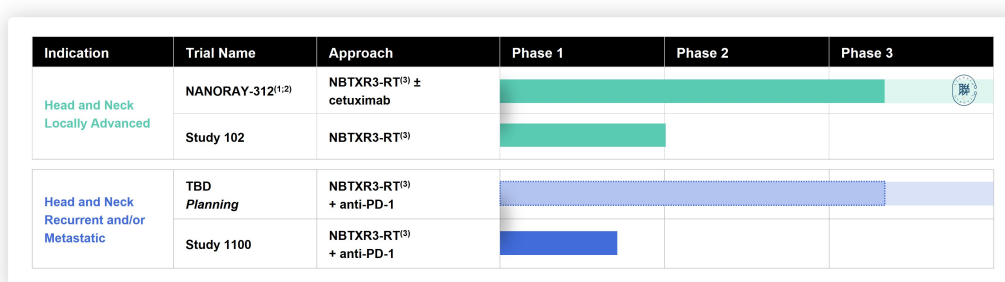 Indication Trial Name Approach Phase 1 Phase 2 Phase 3
Head and Neck
Locally Advanced
NANORAY-312(1;2)
NBTXR3-RT(3) ±
cetuximab
聯
Study 102
NBTXR3-RT(3)
Head and Neck
Recurrent and/or
Metastatic
TBD
Planning
NBTXR3-RT(3)
+ anti-PD-1
Study 1100
NBTXR3-RT(3)
+ anti-PD-1